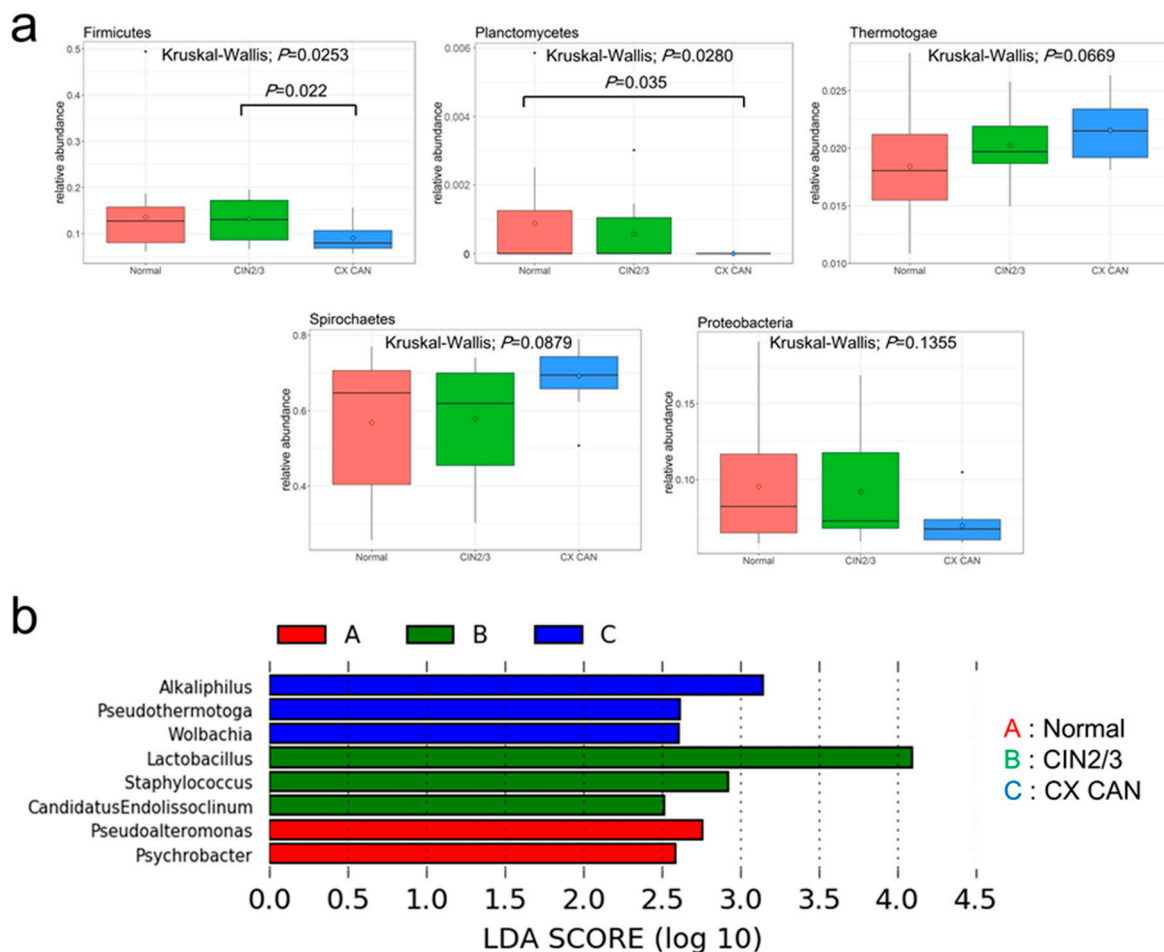 a
Firmicutes
Kruskal-Wallis; P=0.0253
P=0.022
relative abundance
0.5
0.4
0.3
0.2
0.1
Normal
CIN2/3
CX CAN
Planctomycetes
Kruskal-Wallis; P=0.0280
P=0.035
relative abundance
0.006
0.004
0.002
0
Normal
CIN2/3
CX CAN
Thermotogae
Kruskal-Wallis; P=0.0669
relative abundance
0.025
0.020
0.015
0.010
Normal
CIN2/3
CX CAN
Spirochaetes
Kruskal-Wallis; P=0.0879
relative abundance
0.8
0.6
0.4
Normal
CIN2/3
CX CAN
Proteobacteria
Kruskal-Wallis; P=0.1355
relative abundance
0.15
0.10
Normal
CIN2/3
CX CAN
b
A B C
Alkaliphilus
Pseudothermotoga
Wolbachia
Lactobacillus
Staphylococcus
CandidatusEndolissoclinum
Pseudoalteromonas
Psychrobacter
0.0 0.5 1.0 1.5 2.0 2.5 3.0 3.5 4.0 4.5
LDA SCORE (log 10)
A : Normal
B : CIN2/3
C : CX CAN